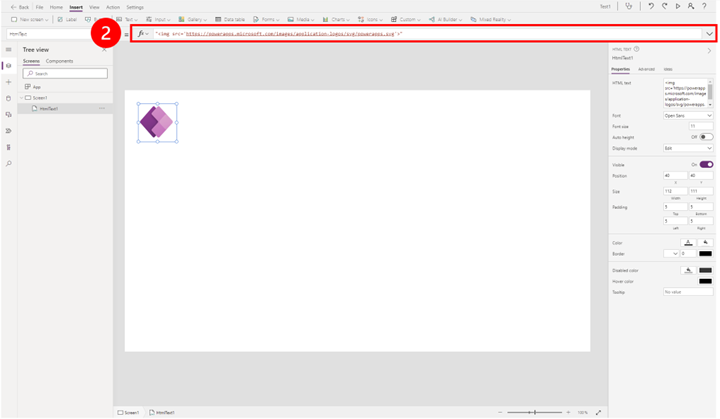 Back File Home Insert View Action Settings Test1
New screen Label Text Input Gallery Data table Forms Media Charts Icons Custom AI Builder Mixed Reality
HtmlText = fx "<img src='https://powerapps.microsoft.com/images/application-logos/svg/powerapps.svg'>"
2
Tree view
Screens Components
Search
App
Screen1
HtmlText1
HTML TEXT
HtmlText1
Properties Advanced Ideas
HTML text "<img
src='https://powerapps
.microsoft.com/image
s/application-
logos/svg/powerapps.s
Font Open Sans
Font size 11
Auto height Off
Display mode Edit
Visible On
Position 40 40
X Y
Size 112 111
Width Height
Padding 5 5
Top Bottom
5 5
Left Right
Color
Border 0
Disabled color
Hover color
Tooltip No value
Screen1 HtmlText1 100%